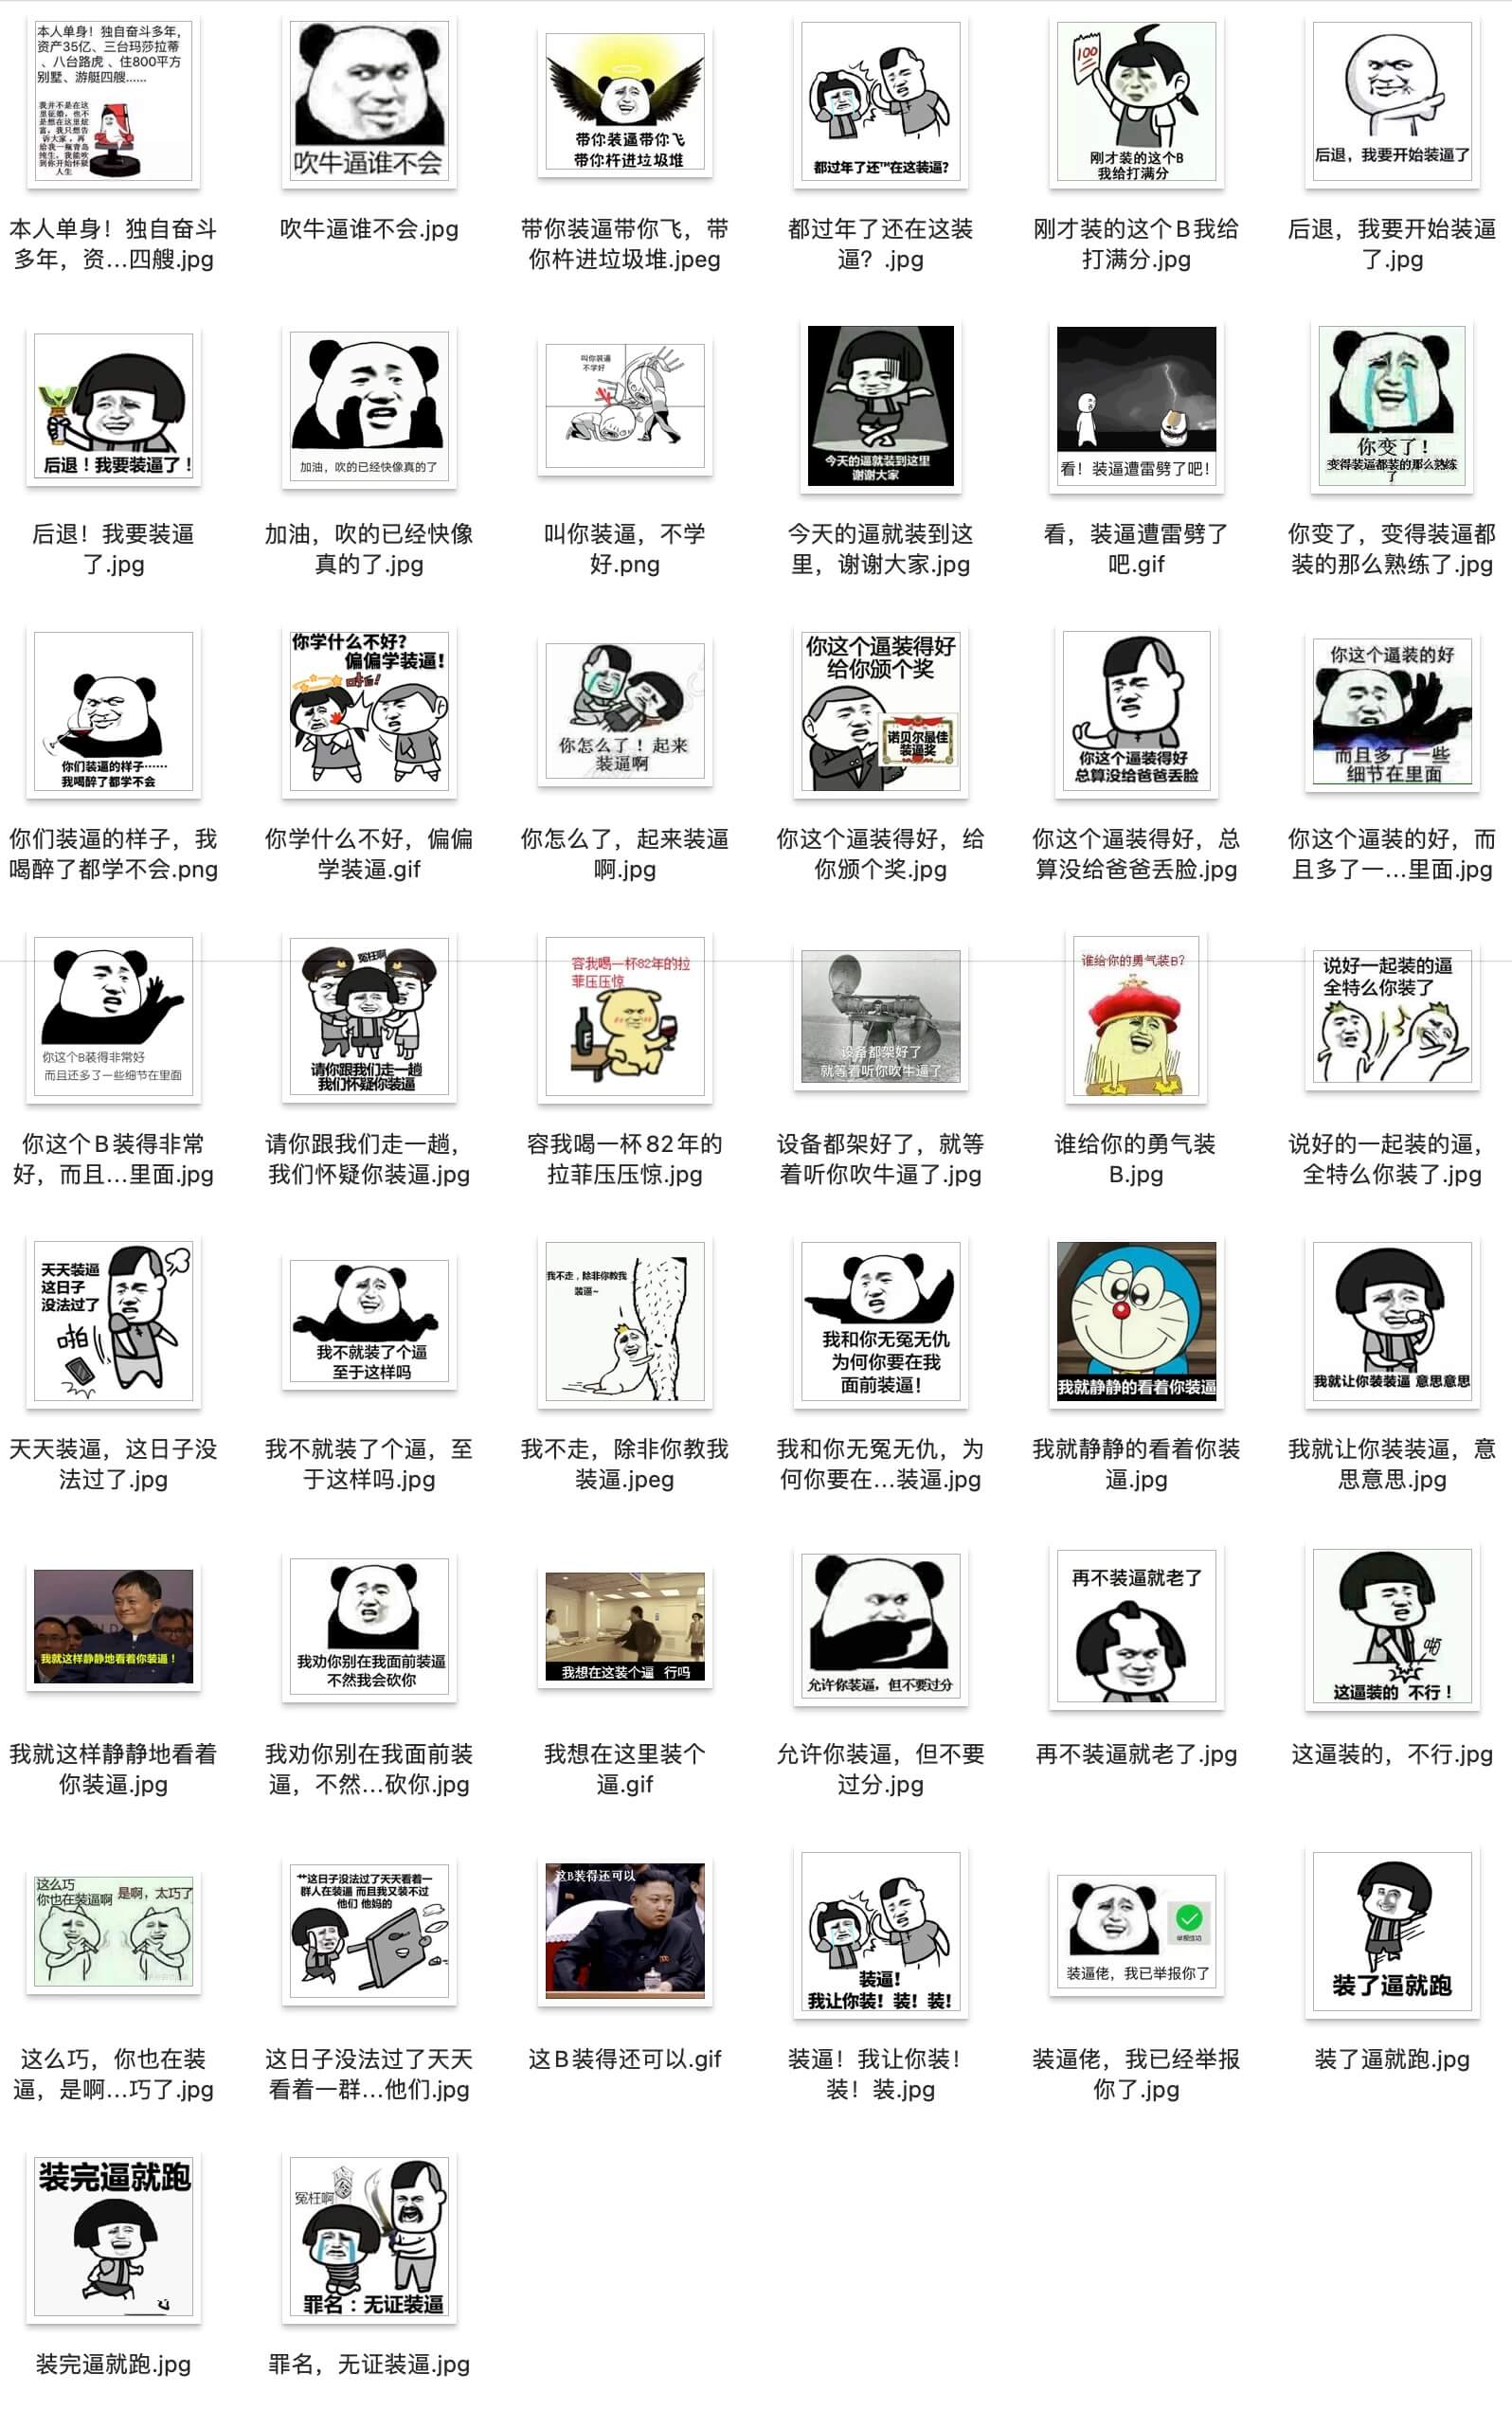 本人单身！独自奋斗多年，
资产35亿、三台玛莎拉蒂
、八台路虎、住800平方
别墅、游艇四艘......
我并不是在这
里征婚，也不
是想在这里炫
富，我只想告
诉大家，再
给我一瓶青岛
纯生，我能吹
到你开始怀疑
人生
吹牛逼谁不会
带你装逼带你飞
带你杵进垃圾堆
都过年了还™在这装逼?
100
刚才装的这个B
我给打满分
后退，我要开始装逼了
本人单身！独自奋斗
多年，资…四艘.jpg
吹牛逼谁不会.jpg
带你装逼带你飞，带
你杵进垃圾堆.jpeg
都过年了还在这装
逼？.jpg
刚才装的这个B我给
打满分.jpg
后退，我要开始装逼
了.jpg
后退！我要装逼了！
加油，吹的已经快像真的了
叫你装逼
不学好
今天的逼就装到这里
谢谢大家
看！装逼遭雷劈了吧！
你变了！
变得装逼都装的那么熟练
了
后退！我要装逼
了.jpg
加油，吹的已经快像
真的了.jpg
叫你装逼，不学
好.png
今天的逼就装到这
里，谢谢大家.jpg
看，装逼遭雷劈了
吧.gif
你变了，变得装逼都
装的那么熟练了.jpg
你们装逼的样子······
我喝醉了都学不会
你学什么不好?
偏偏学装逼!
你怎么了！起来
装逼啊
你这个逼装得好
给你颁个奖
诺贝尔最佳
装逼奖
你这个逼装得好
总算没给爸爸丢脸
你这个逼装的好
而且多了一些
细节在里面
你们装逼的样子，我
喝醉了都学不会.png
你学什么不好，偏偏
学装逼.gif
你怎么了，起来装逼
啊.jpg
你这个逼装得好，给
你颁个奖.jpg
你这个逼装得好，总
算没给爸爸丢脸.jpg
你这个逼装的好，而
且多了一…里面.jpg
你这个B装得非常好
而且还多了一些细节在里面
冤枉啊
请你跟我们走一趟
我们怀疑你装逼
容我喝一杯82年的拉
菲压压惊
设备都架好了
就等着听你吹牛逼了
谁给你的勇气装B?
说好一起装的逼
全特么你装了
你这个B装得非常
好，而且…里面.jpg
请你跟我们走一趟，
我们怀疑你装逼.jpg
容我喝一杯82年的
拉菲压压惊.jpg
设备都架好了，就等
着听你吹牛逼了.jpg
谁给你的勇气装
B.jpg
说好的一起装的逼，
全特么你装了.jpg
天天装逼
这日子
没法过了
啪
我不就装了个逼
至于这样吗
我不走，除非你教我
装逼~
我和你无冤无仇
为何你要在我
面前装逼！
我就静静的看着你装逼
我就让你装装逼 意思意思
天天装逼，这日子没
法过了.jpg
我不就装了个逼，至
于这样吗.jpg
我不走，除非你教我
装逼.jpeg
我和你无冤无仇，为
何你要在…装逼.jpg
我就静静的看着你装
逼.jpg
我就让你装装逼，意
思意思.jpg
我就这样静静地看着你装逼！
我劝你别在我面前装逼
不然我会砍你
我想在这装个逼 行吗
允许你装逼，但不要过分
再不装逼就老了
啪
这逼装的 不行！
我就这样静静地看着
你装逼.jpg
我劝你别在我面前装
逼，不然…砍你.jpg
我想在这里装个
逼.gif
允许你装逼，但不要
过分.jpg
再不装逼就老了.jpg
这逼装的，不行.jpg
这么巧
你也在装逼啊
是啊，太巧了
艹这日子没法过了天天看着一
群人在装逼 而且我又装不过
他们 他妈的
这B装得还可以
装逼！
我让你装！装！装！
举报成功
装逼佬，我已举报你了
装了逼就跑
这么巧，你也在装
逼，是啊…巧了.jpg
这日子没法过了天天
看着一群…他们.jpg
这B装得还可以.gif
装逼！我让你装！
装！装.jpg
装逼佬，我已经举报
你了.jpg
装了逼就跑.jpg
装完逼就跑
冤枉啊
罪名：无证装逼
装完逼就跑.jpg
罪名，无证装逼.jpg